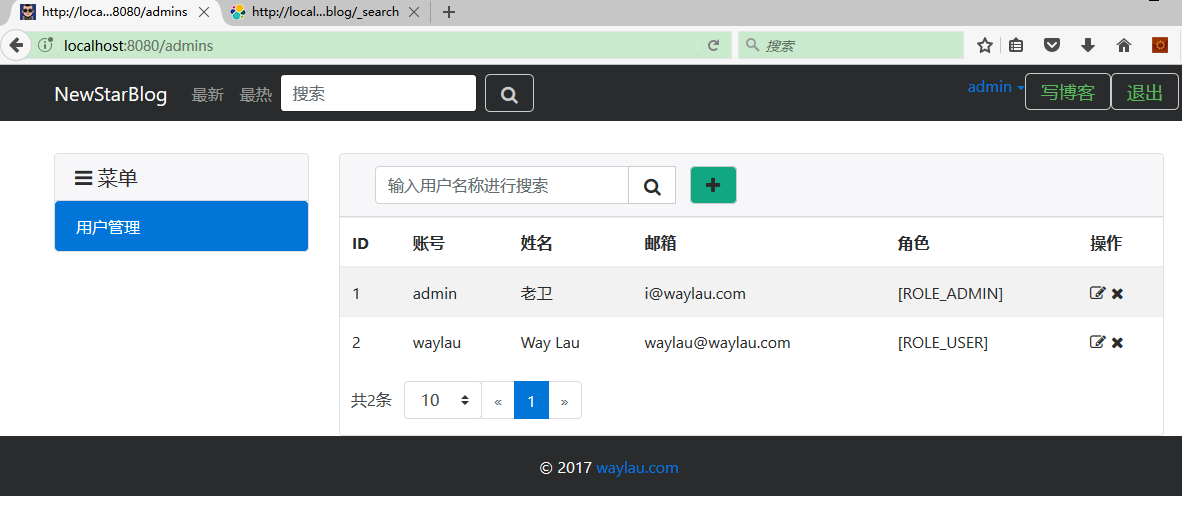 http://loca...8080/admins http://local...blog/_search
localhost:8080/admins 搜索
NewStarBlog 最新 最热 搜索 admin 写博客 退出
菜单
用户管理
输入用户名称进行搜索
ID 账号 姓名 邮箱 角色 操作
1 admin 老卫 i@waylau.com [ROLE_ADMIN]
2 waylau Way Lau waylau@waylau.com [ROLE_USER]
共2条 10 « 1 »
© 2017 waylau.com